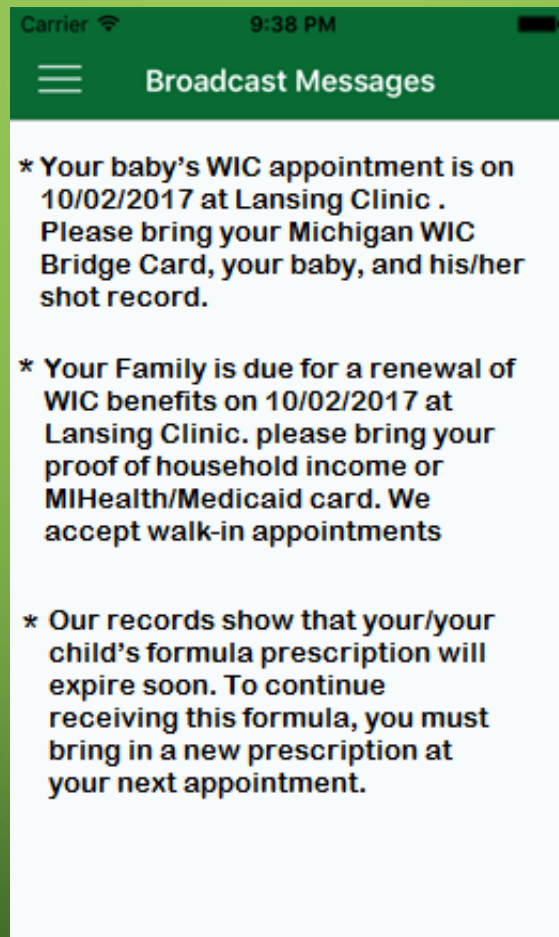 Carrier 9:38 PM
Broadcast Messages
* Your baby's WIC appointment is on
10/02/2017 at Lansing Clinic .
Please bring your Michigan WIC
Bridge Card, your baby, and his/her
shot record.
* Your Family is due for a renewal of
WIC benefits on 10/02/2017 at
Lansing Clinic. please bring your
proof of household income or
MIHealth/Medicaid card. We
accept walk-in appointments
* Our records show that your/your
child's formula prescription will
expire soon. To continue
receiving this formula, you must
bring in a new prescription at
your next appointment.